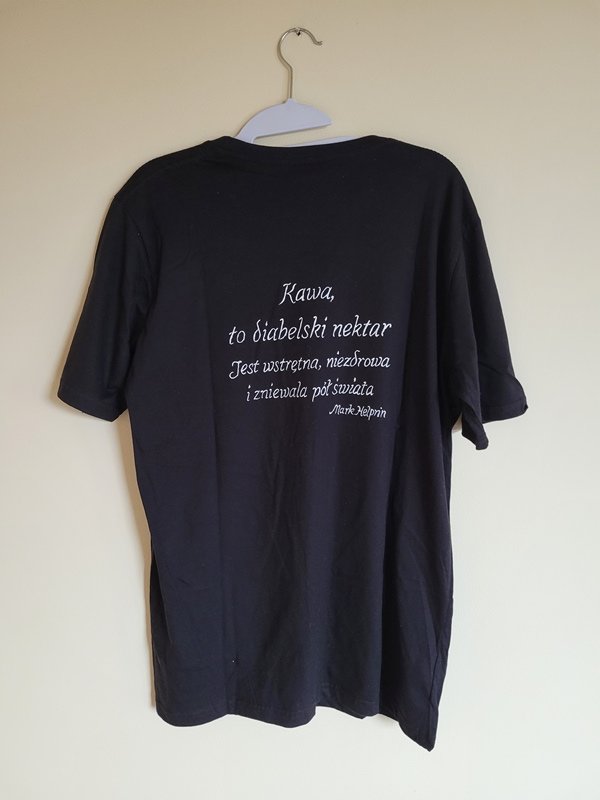 Kawa,
to diabelski nektar
Jest wstrętna, niezdrowa
i zniewala pół świata
Mark Helprin